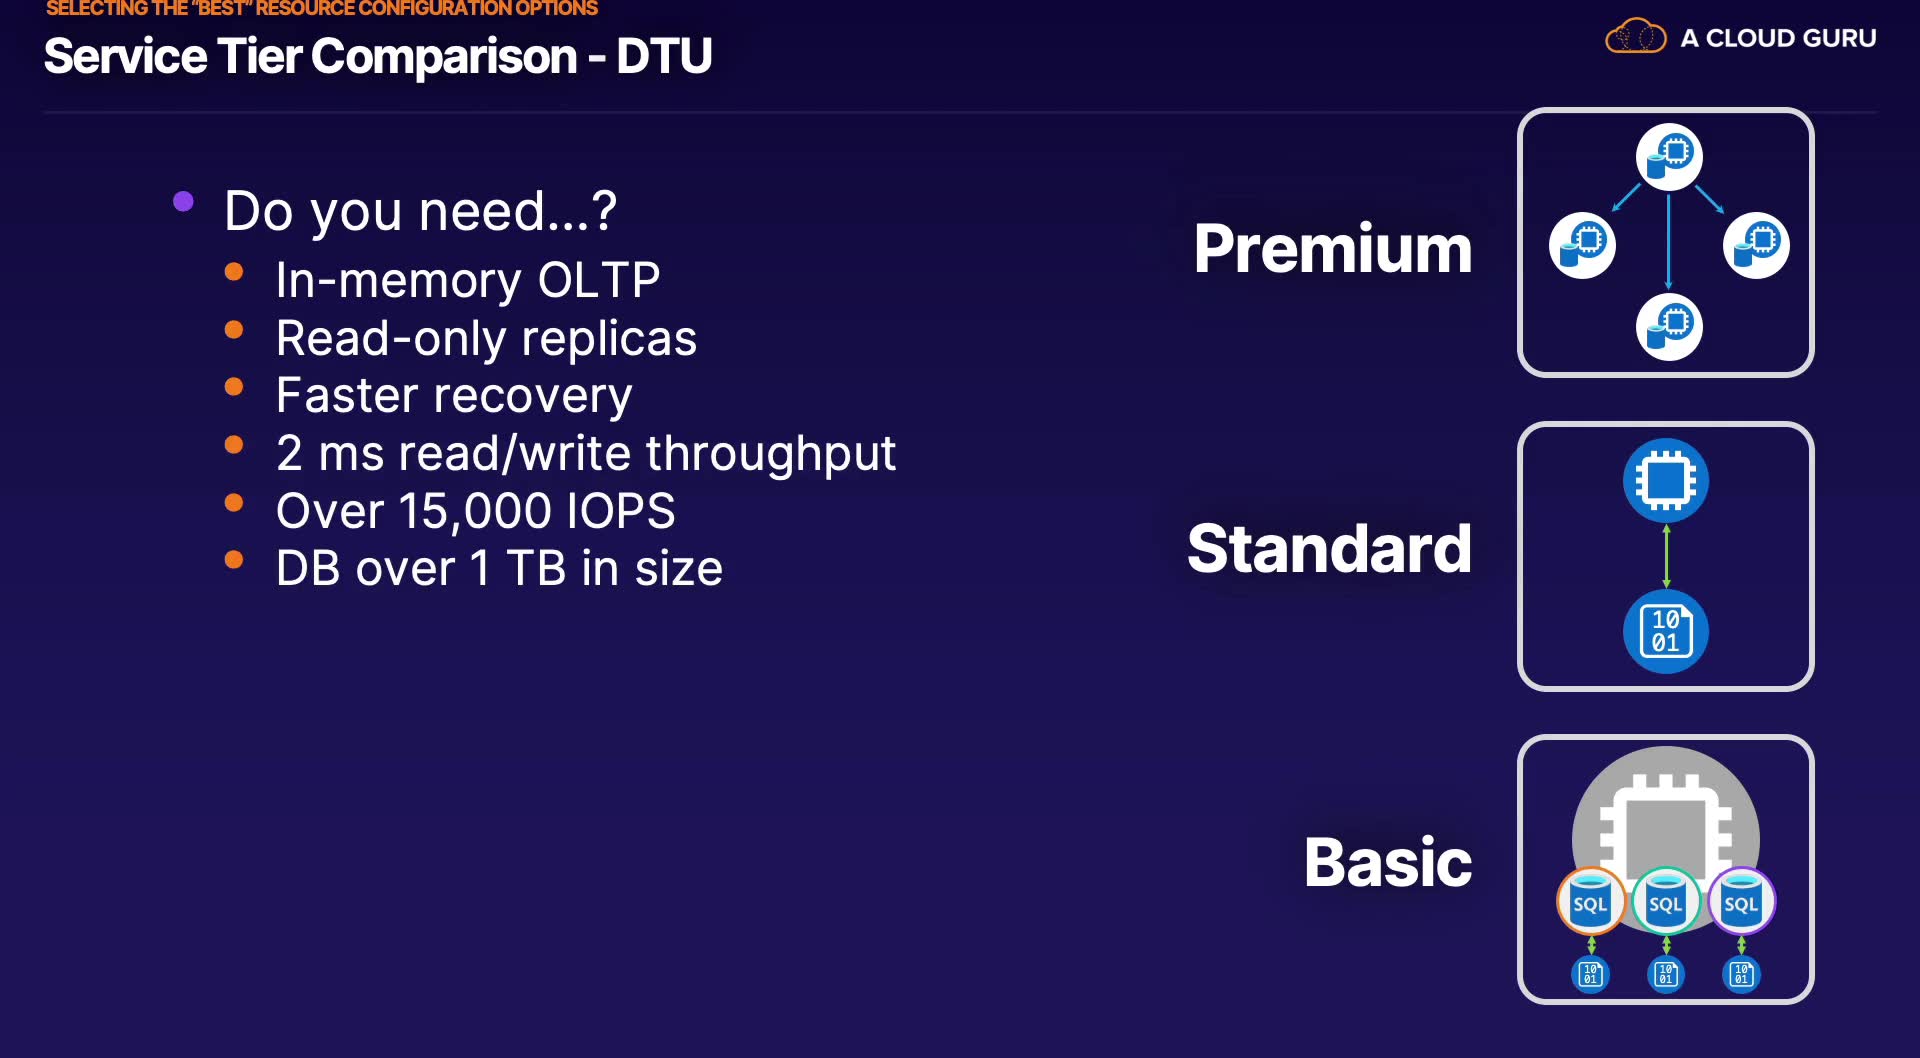 SELECTING THE “BEST” RESOURCE CONFIGURATION OPTIONS
Service Tier Comparison - DTU
A CLOUD GURU
Do you need...?
In-memory OLTP
Read-only replicas
Faster recovery
2 ms read/write throughput
Over 15,000 IOPS
DB over 1 TB in size
Premium
Standard
10
01
Basic
SQL SQL SQL
10 10 10
01 01 01